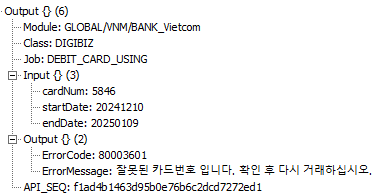 Output {} (6)
Module: GLOBAL/VNM/BANK_Vietcom
Class: DIGIBIZ
Job: DEBIT_CARD_USING
Input {} (3)
cardNum: 5846
startDate: 20241210
endDate: 20250109
Output {} (2)
ErrorCode: 80003601
ErrorMessage: 잘못된 카드번호 입니다. 확인 후 다시 거래하십시오.
API_SEQ: f1ad4b1463d95b0e76b6c2dcd7272ed1